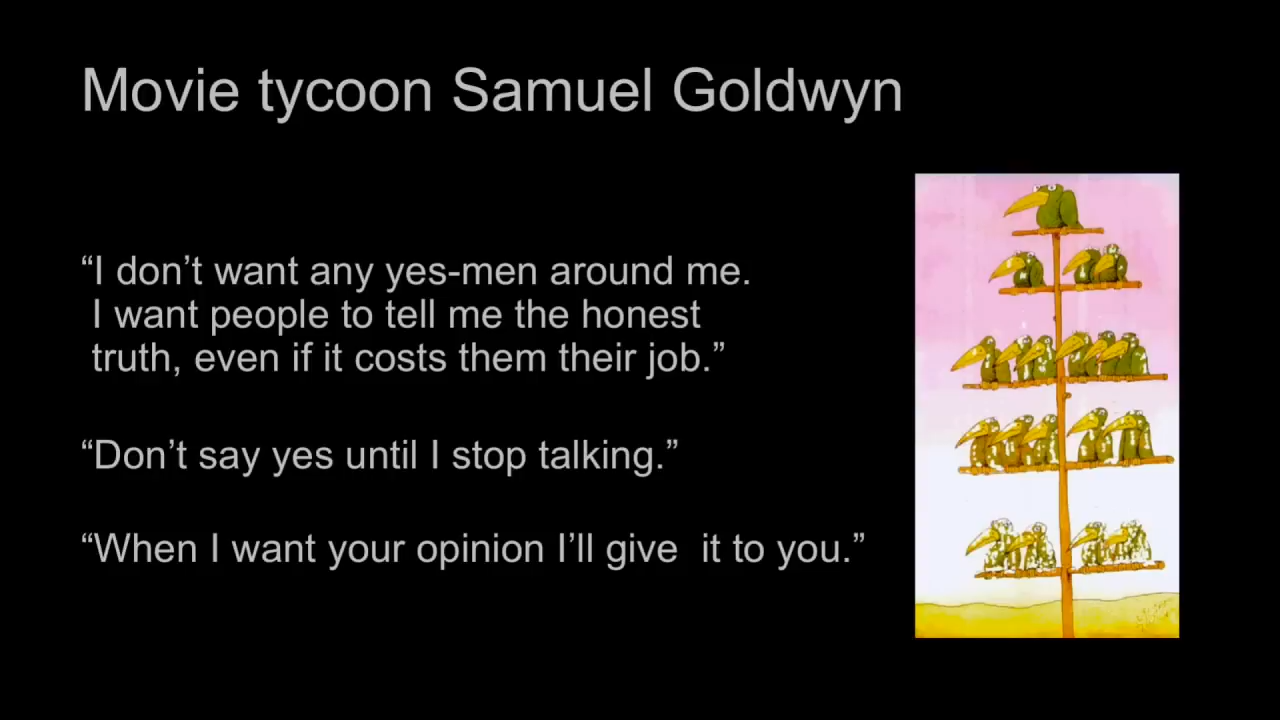 Movie tycoon Samuel Goldwyn
“I don’t want any yes-men around me.
I want people to tell me the honest
truth, even if it costs them their job.”
“Don’t say yes until I stop talking.”
“When I want your opinion I’ll give  it to you.”